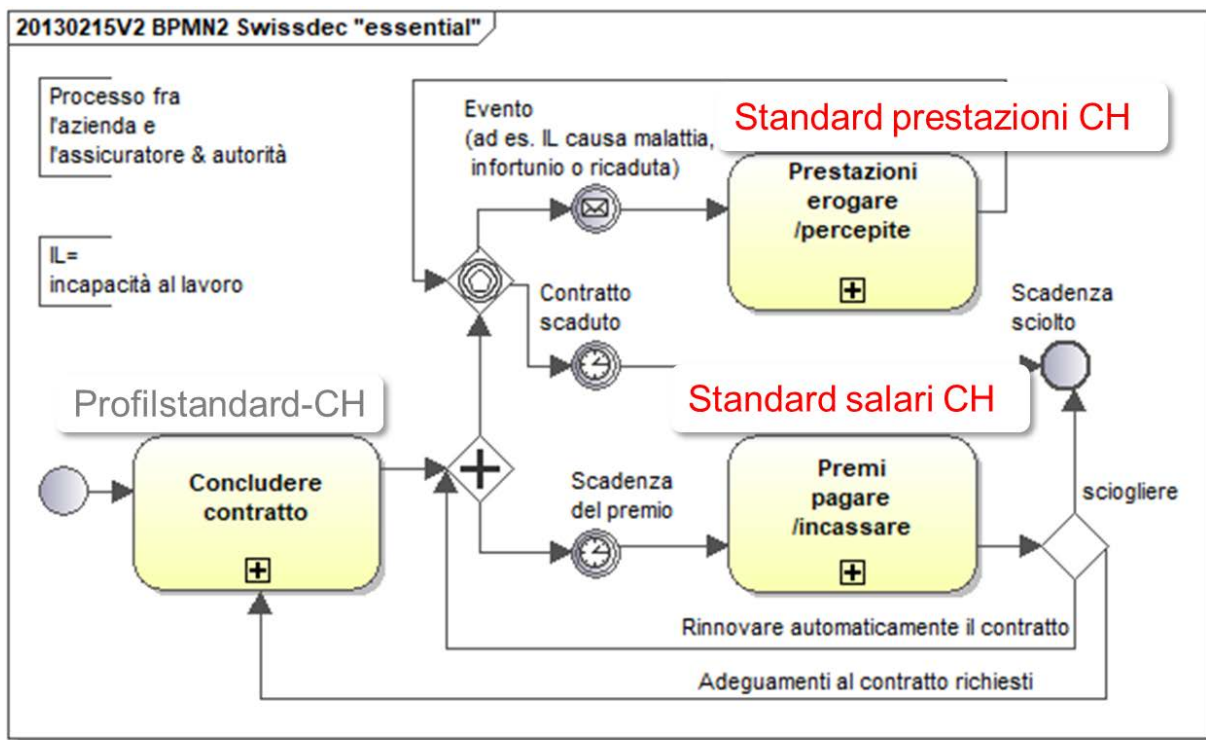 20130215V2 BPMN2 Swissdec "essential"
Processo fra
l'azienda e
l'assicuratore & autorità
IL=
incapacità al lavoro
Evento
(ad es. IL causa malattia,
infortunio o ricaduta)
Standard prestazioni CH
Prestazioni
erogare
/percepite
Contratto
scaduto
Scadenza
sciolto
Profilstandard-CH
Standard salari CH
Concludere
contratto
Scadenza
del premio
Premi
pagare
/incassare
sciogliere
Rinnovare automaticamente il contratto
Adeguamenti al contratto richiesti